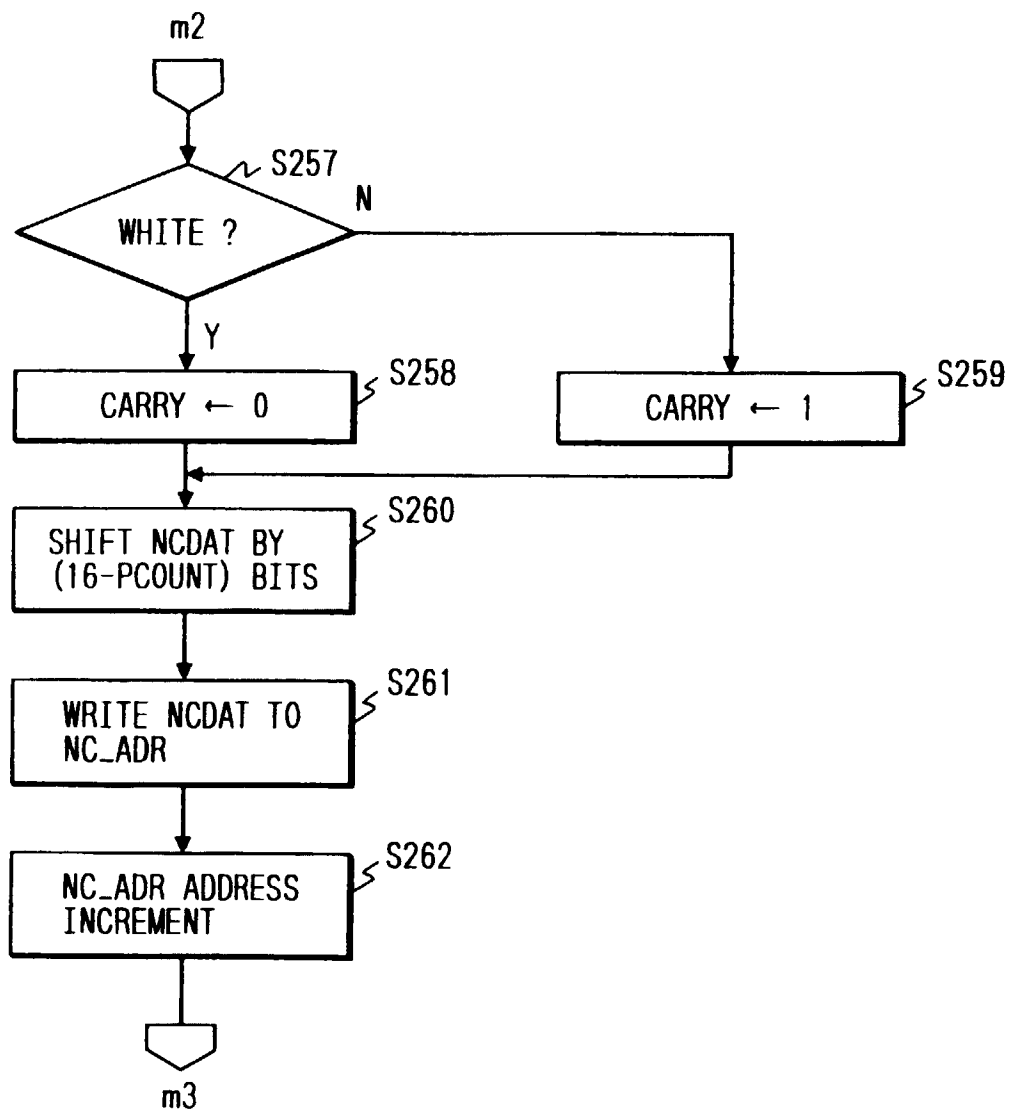 m2
S257
N
WHITE ?
Y
S258
CARRY ← 0
S259
CARRY ← 1
S260
SHIFT NCDAT BY
(16-PCOUNT) BITS
S261
WRITE NCDAT TO
NC_ADR
S262
NC_ADR ADDRESS
INCREMENT
m3